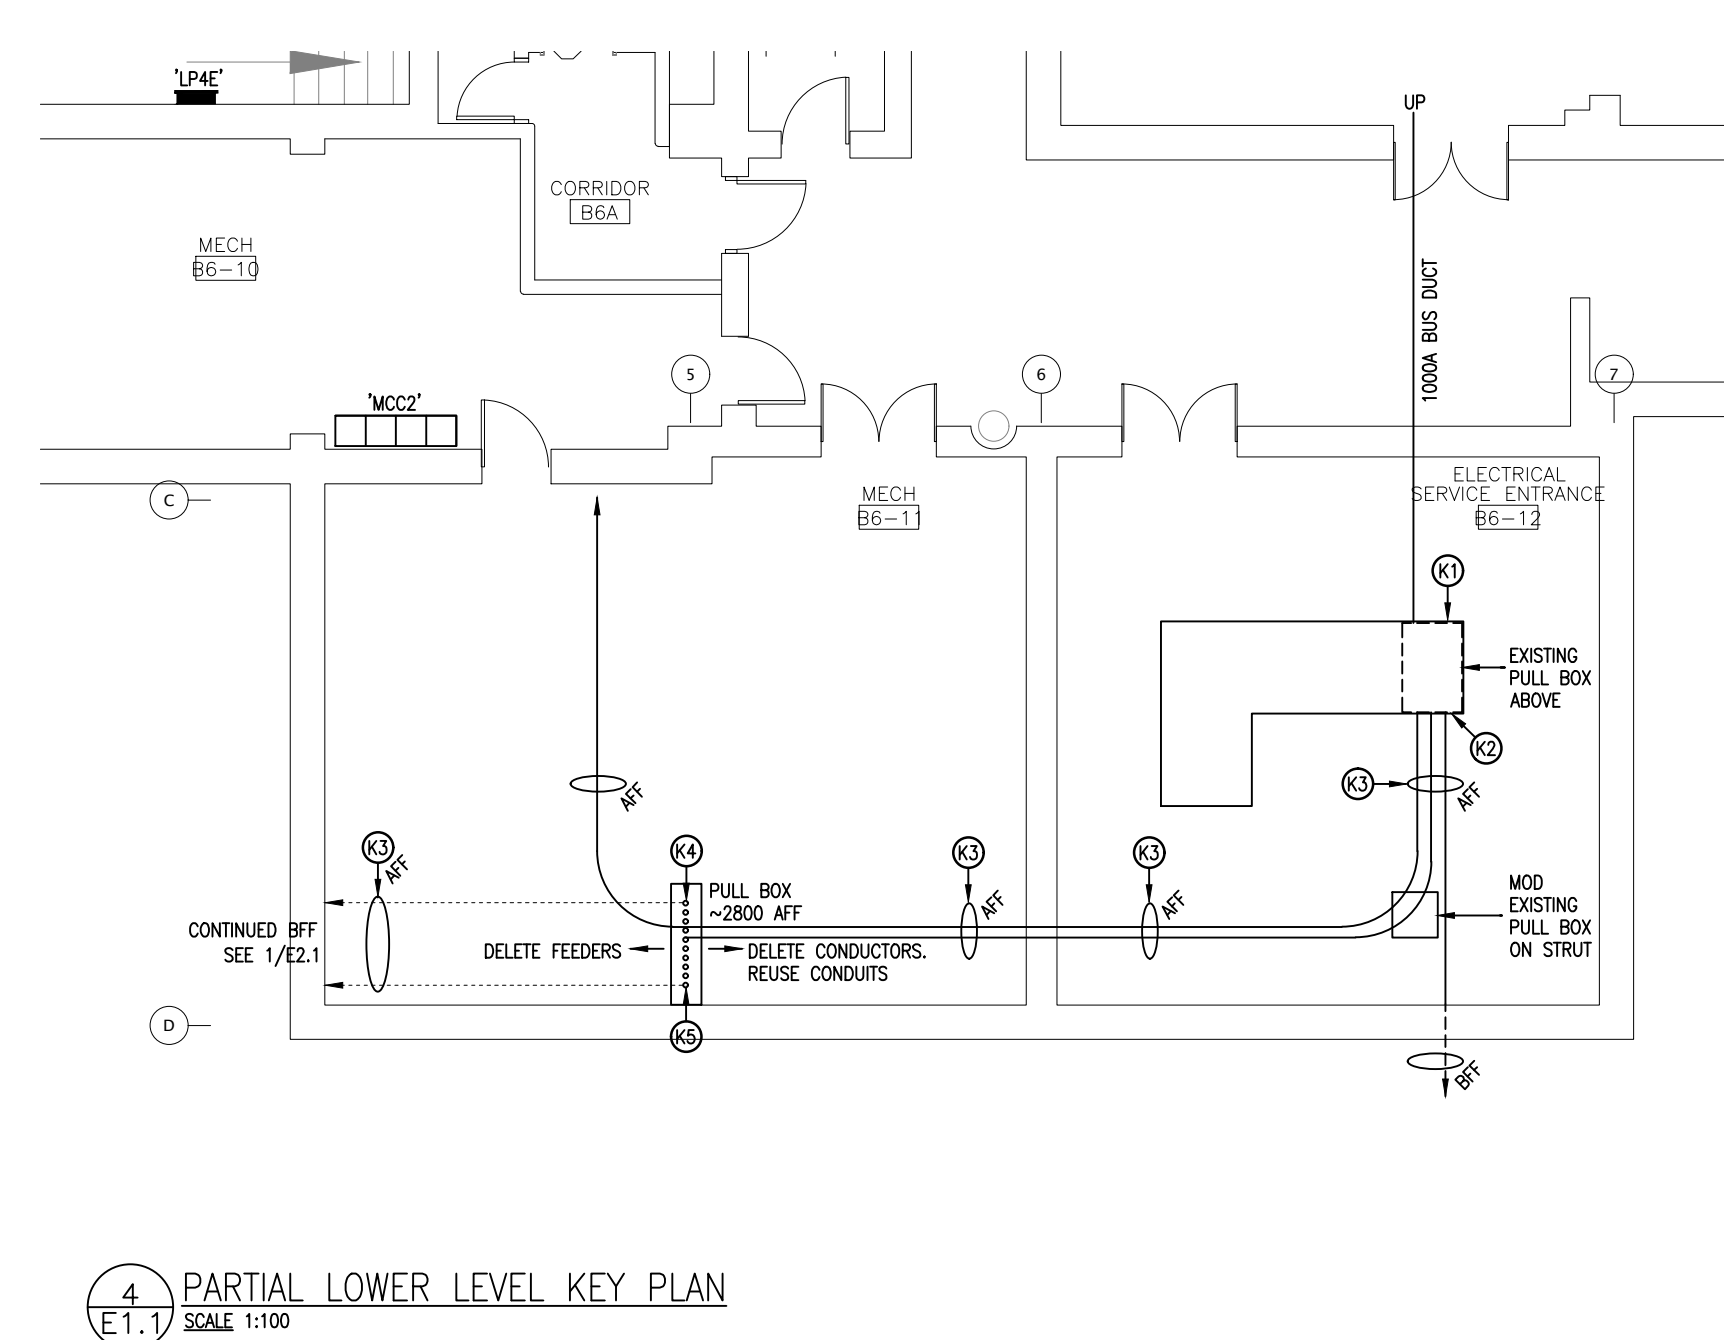 'LP4E'
UP
CORRIDOR
B6A
MECH
B6-10
1000A BUS DUCT
5
6
7
'MCC2'
C
MECH
B6-11
ELECTRICAL
SERVICE ENTRANCE
B6-12
K1
EXISTING
PULL BOX
ABOVE
K2
K3
AFF
AFF
K3
AFF
K4
K3
AFF
K3
AFF
PULL BOX
~2800 AFF
MOD
EXISTING
PULL BOX
ON STRUT
CONTINUED BFF
SEE 1/E2.1
DELETE FEEDERS
DELETE CONDUCTORS.
REUSE CONDUITS
D
K5
BFF
4
E1.1
PARTIAL LOWER LEVEL KEY PLAN
SCALE 1:100